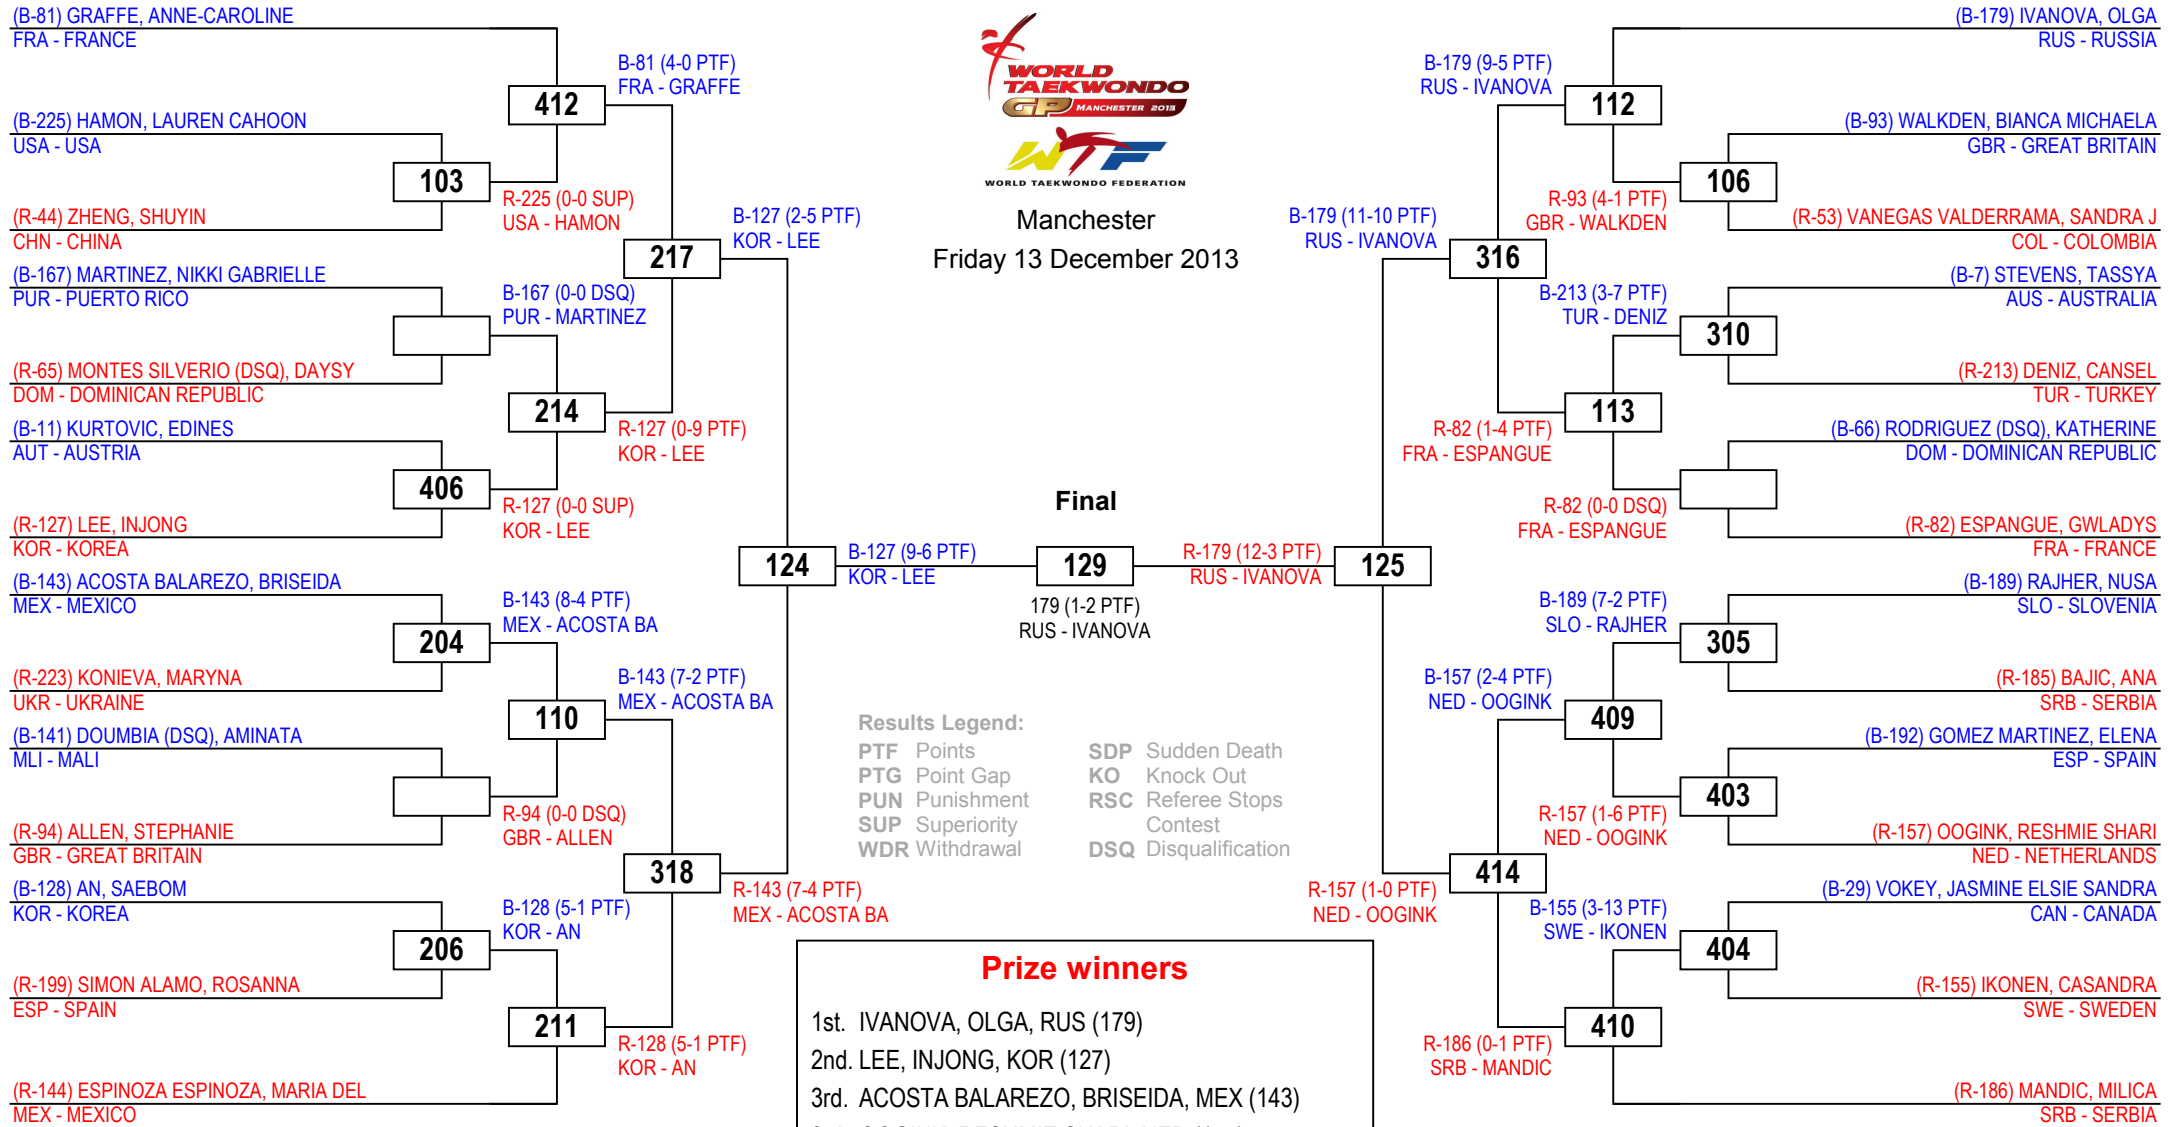 (B-81) GRAFFE, ANNE-CAROLINE
FRA - FRANCE
(B-225) HAMON, LAUREN CAHOON
USA - USA
(R-44) ZHENG, SHUYIN
CHN - CHINA
(B-167) MARTINEZ, NIKKI GABRIELLE
PUR - PUERTO RICO
(R-65) MONTES SILVERIO (DSQ), DAYSY
DOM - DOMINICAN REPUBLIC
(B-11) KURTOVIC, EDINES
AUT - AUSTRIA
(R-127) LEE, INJONG
KOR - KOREA
(B-143) ACOSTA BALAREZO, BRISEIDA
MEX - MEXICO
(R-223) KONIEVA, MARYNA
UKR - UKRAINE
(B-141) DOUMBIA (DSQ), AMINATA
MLI - MALI
(R-94) ALLEN, STEPHANIE
GBR - GREAT BRITAIN
(B-128) AN, SAEBOM
KOR - KOREA
(R-199) SIMON ALAMO, ROSANNA
ESP - SPAIN
(R-144) ESPINOZA ESPINOZA, MARIA DEL
MEX - MEXICO
103
406
204
206
R-225 (0-0 SUP)
USA - HAMON
B-167 (0-0 DSQ)
PUR - MARTINEZ
R-127 (0-0 SUP)
KOR - LEE
B-143 (8-4 PTF)
MEX - ACOSTA BA
R-94 (0-0 DSQ)
GBR - ALLEN
B-128 (5-1 PTF)
KOR - AN
412
214
110
211
B-81 (4-0 PTF)
FRA - GRAFFE
R-127 (0-9 PTF)
KOR - LEE
B-143 (7-2 PTF)
MEX - ACOSTA BA
R-128 (5-1 PTF)
KOR - AN
217
318
B-127 (2-5 PTF)
KOR - LEE
R-143 (7-4 PTF)
MEX - ACOSTA BA
124
B-127 (9-6 PTF)
KOR - LEE
WORLD
TAEKWONDO
GP MANCHESTER 2013
WTF
WORLD TAEKWONDO FEDERATION
Manchester
Friday 13 December 2013
Final
129
179 (1-2 PTF)
RUS - IVANOVA
Results Legend:
PTF Points
PTG Point Gap
PUN Punishment
SUP Superiority
WDR Withdrawal
SDP Sudden Death
KO Knock Out
RSC Referee Stops
Contest
DSQ Disqualification
Prize winners
1st. IVANOVA, OLGA, RUS (179)
2nd. LEE, INJONG, KOR (127)
3rd. ACOSTA BALAREZO, BRISEIDA, MEX (143)
R-179 (12-3 PTF)
RUS - IVANOVA
125
B-179 (11-10 PTF)
RUS - IVANOVA
R-157 (1-0 PTF)
NED - OOGINK
316
414
B-179 (9-5 PTF)
RUS - IVANOVA
R-82 (1-4 PTF)
FRA - ESPANGUE
B-157 (2-4 PTF)
NED - OOGINK
R-186 (0-1 PTF)
SRB - MANDIC
112
113
409
410
R-93 (4-1 PTF)
GBR - WALKDEN
B-213 (3-7 PTF)
TUR - DENIZ
R-82 (0-0 DSQ)
FRA - ESPANGUE
B-189 (7-2 PTF)
SLO - RAJHER
R-157 (1-6 PTF)
NED - OOGINK
B-155 (3-13 PTF)
SWE - IKONEN
106
310
305
403
404
(B-179) IVANOVA, OLGA
RUS - RUSSIA
(B-93) WALKDEN, BIANCA MICHAELA
GBR - GREAT BRITAIN
(R-53) VANEGAS VALDERRAMA, SANDRA J
COL - COLOMBIA
(B-7) STEVENS, TASSYA
AUS - AUSTRALIA
(R-213) DENIZ, CANSEL
TUR - TURKEY
(B-66) RODRIGUEZ (DSQ), KATHERINE
DOM - DOMINICAN REPUBLIC
(R-82) ESPANGUE, GWLADYS
FRA - FRANCE
(B-189) RAJHER, NUSA
SLO - SLOVENIA
(R-185) BAJIC, ANA
SRB - SERBIA
(B-192) GOMEZ MARTINEZ, ELENA
ESP - SPAIN
(R-157) OOGINK, RESHMIE SHARI
NED - NETHERLANDS
(B-29) VOKEY, JASMINE ELSIE SANDRA
CAN - CANADA
(R-155) IKONEN, CASANDRA
SWE - SWEDEN
(R-186) MANDIC, MILICA
SRB - SERBIA